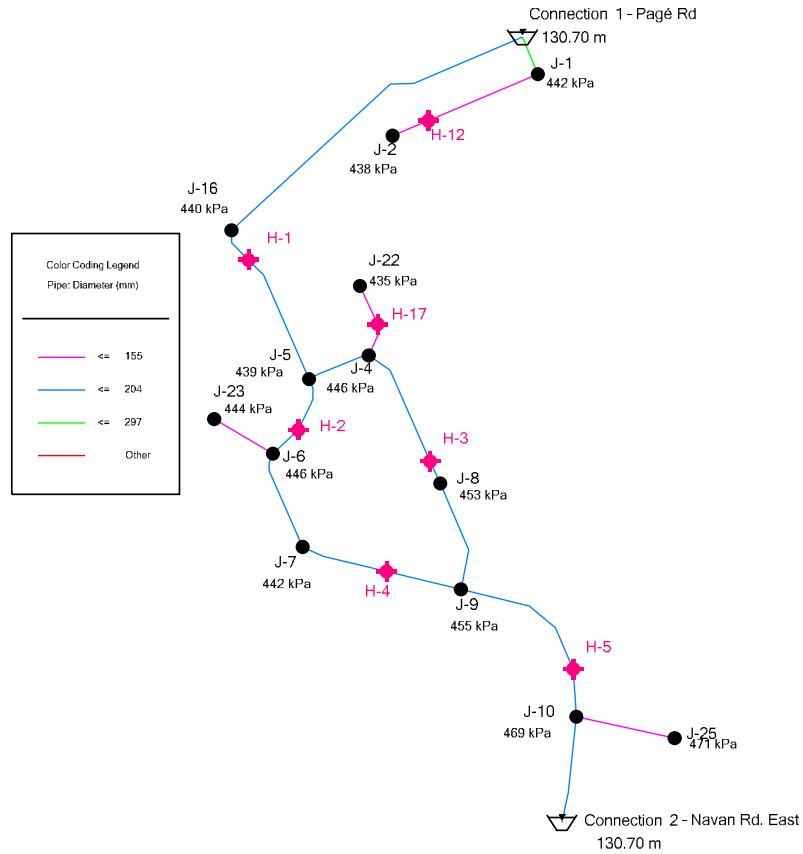 Connection 1 - Pagé Rd
130.70 m
J-1
442 kPa
H-12
J-2
438 kPa
J-16
440 kPa
H-1
Color Coding Legend
Pipe: Diameter (mm)
<= 155
<= 204
<= 297
Other
J-22
435 kPa
H-17
J-5
439 kPa
J-4
446 kPa
J-23
444 kPa
H-2
J-6
446 kPa
H-3
J-8
453 kPa
J-7
442 kPa
H-4
J-9
455 kPa
H-5
J-10
469 kPa
J-25
471 kPa
Connection 2 - Navan Rd. East
130.70 m